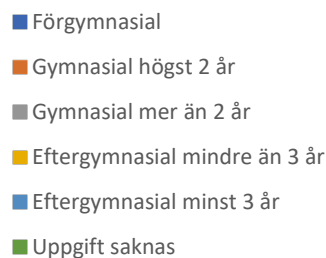 Förgymnasial
Gymnasial högst 2 år
Gymnasial mer än 2 år
Eftergymnasial mindre än 3 år
Eftergymnasial minst 3 år
Uppgift saknas